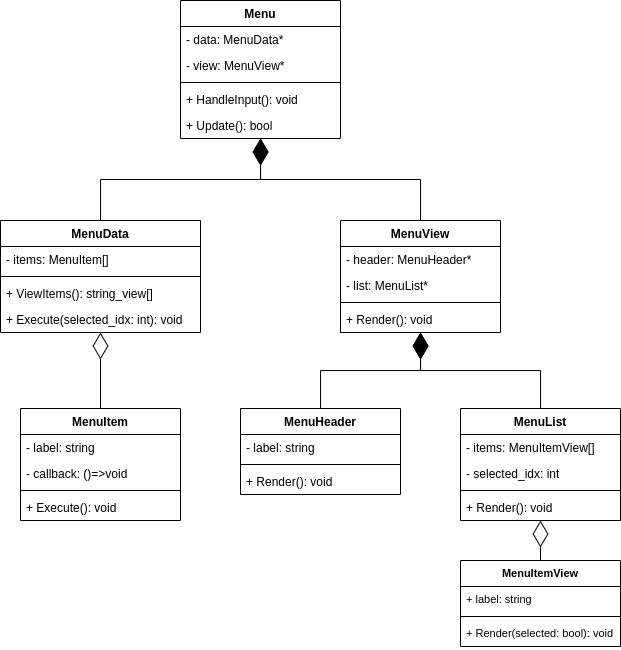 Menu
- data: MenuData*
- view: MenuView*
+ HandleInput(): void
+ Update(): bool
MenuData
- items: MenuItem[]
+ ViewItems(): string_view[]
+ Execute(selected_idx: int): void
MenuView
- header: MenuHeader*
- list: MenuList*
+ Render(): void
MenuItem
- label: string
- callback: ()=>void
+ Execute(): void
MenuHeader
- label: string
+ Render(): void
MenuList
- items: MenuItemView[]
- selected_idx: int
+ Render(): void
MenuItemView
+ label: string
+ Render(selected: bool): void